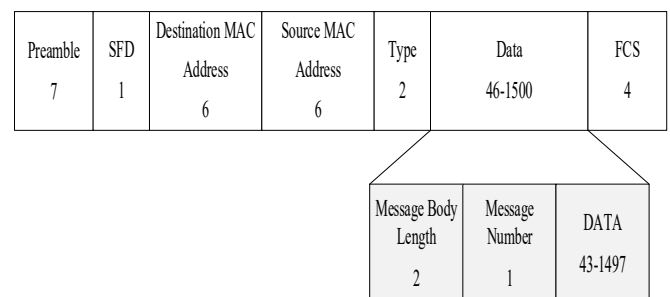 Preamble
7
SFD
1
Destination MAC
Address
6
Source MAC
Address
6
Type
2
Data
46-1500
FCS
4
Message Body
Length
2
Message
Number
1
DATA
43-1497